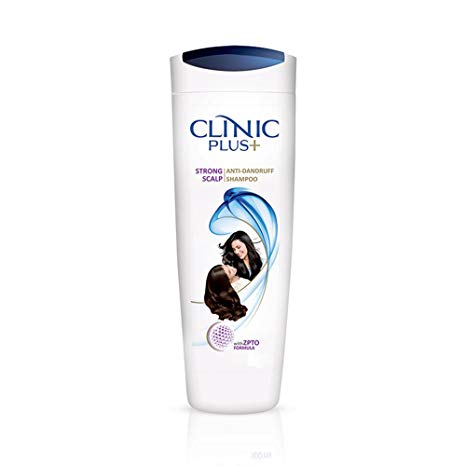 CLINIC
PLUS+
STRONG
SCALP
ANTI-DANDRUFF
SHAMPOO
with ZPTO
FORMULA